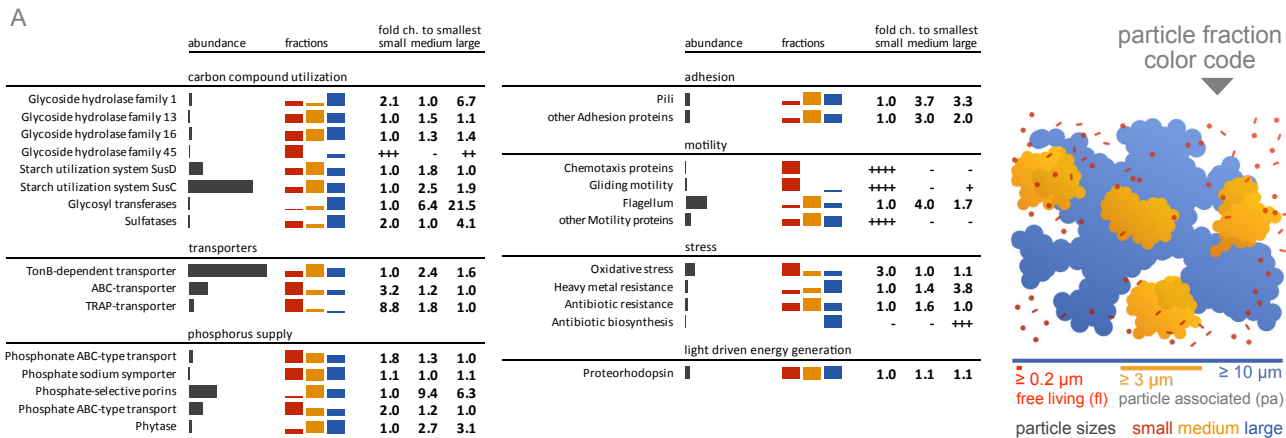 A
abundance fractions fold ch. to smallest
small medium large
carbon compound utilization
Glycoside hydrolase family 1 2.1 1.0 6.7
Glycoside hydrolase family 13 1.0 1.5 1.1
Glycoside hydrolase family 16 1.0 1.3 1.4
Glycoside hydrolase family 45 +++ - ++
Starch utilization system SusD 1.0 1.8 1.0
Starch utilization system SusC 1.0 2.5 1.9
Glycosyl transferases 1.0 6.4 21.5
Sulfatases 2.0 1.0 4.1
transporters
TonB-dependent transporter 1.0 2.4 1.6
ABC-transporter 3.2 1.2 1.0
TRAP-transporter 8.8 1.8 1.0
phosphorus supply
Phosphonate ABC-type transport 1.8 1.3 1.0
Phosphate sodium symporter 1.1 1.0 1.1
Phosphate-selective porins 1.0 9.4 6.3
Phosphate ABC-type transport 2.0 1.2 1.0
Phytase 1.0 2.7 3.1
abundance fractions fold ch. to smallest
small medium large
adhesion
Pili 1.0 3.7 3.3
other Adhesion proteins 1.0 3.0 2.0
motility
Chemotaxis proteins ++++ - -
Gliding motility ++++ - +
Flagellum 1.0 4.0 1.7
other Motility proteins ++++ - -
stress
Oxidative stress 3.0 1.0 1.1
Heavy metal resistance 1.0 1.4 3.8
Antibiotic resistance 1.0 1.6 1.0
Antibiotic biosynthesis - - +++
light driven energy generation
Proteorhodopsin 1.0 1.1 1.1
particle fraction
color code
≥ 0.2 µm ≥ 3 µm ≥ 10 µm
free living (fl) particle associated (pa)
particle sizes small medium large